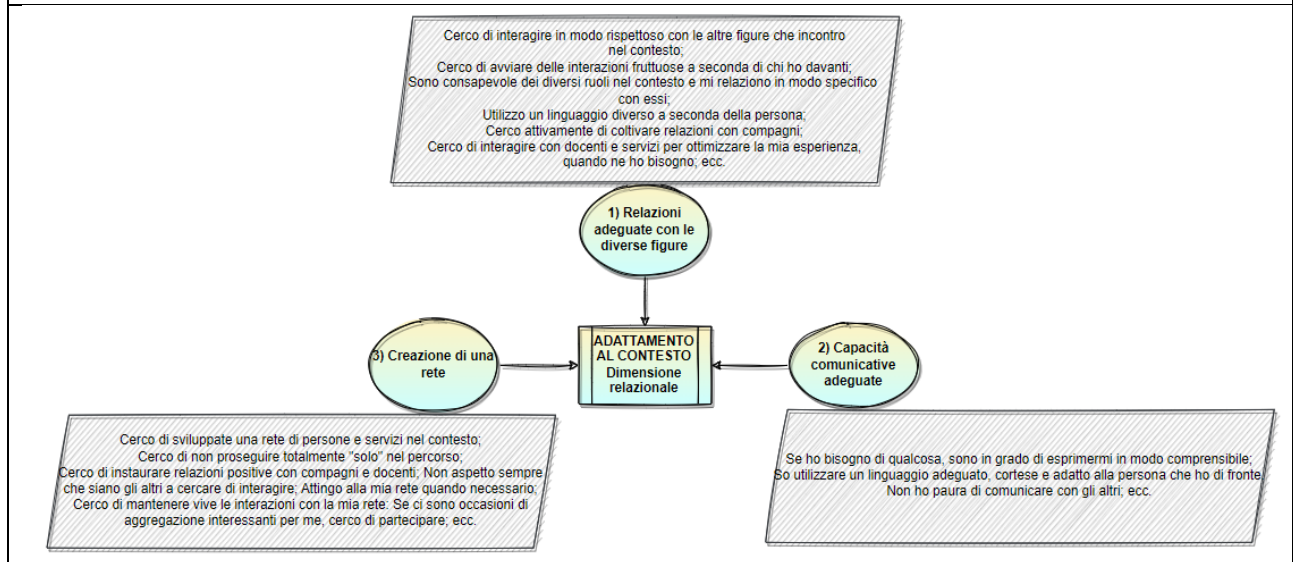 Cerco di interagire in modo rispettoso con le altre figure che incontro
nel contesto;
Cerco di avviare delle interazioni fruttuose a seconda di chi ho davanti;
Sono consapevole dei diversi ruoli nel contesto e mi relaziono in modo specifico
con essi;
Utilizzo un linguaggio diverso a seconda della persona;
Cerco attivamente di coltivare relazioni con compagni;
Cerco di interagire con docenti e servizi per ottimizzare la mia esperienza,
quando ne ho bisogno; ecc.
1) Relazioni
adeguate con le
diverse figure
ADATTAMENTO
AL CONTESTO
Dimensione
relazionale
2) Capacità
comunicative
adeguate
Se ho bisogno di qualcosa, sono in grado di esprimermi in modo comprensibile;
So utilizzare un linguaggio adeguato, cortese e adatto alla persona che ho di fronte
Non ho paura di comunicare con gli altri; ecc.
3) Creazione di una
rete
Cerco di sviluppate una rete di persone e servizi nel contesto;
Cerco di non proseguire totalmente "solo" nel percorso;
Cerco di instaurare relazioni positive con compagni e docenti; Non aspetto sempre
che siano gli altri a cercare di interagire; Attingo alla mia rete quando necessario;
Cerco di mantenere vive le interazioni con la mia rete: Se ci sono occasioni di
aggregazione interessanti per me, cerco di partecipare; ecc.